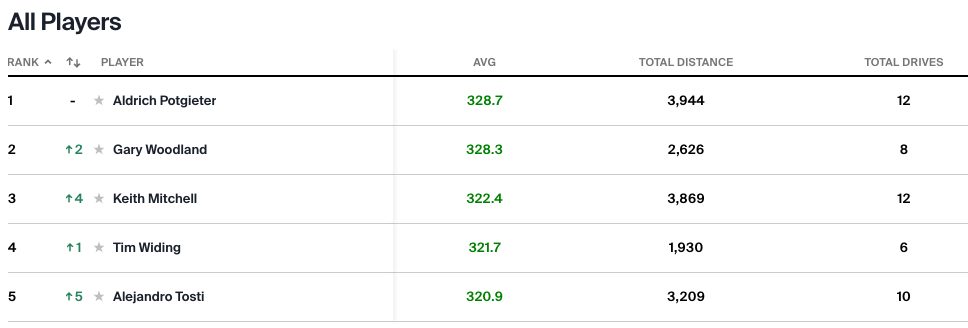 All Players
RANK PLAYER AVG TOTAL DISTANCE TOTAL DRIVES
1 - Aldrich Potgieter 328.7 3,944 12
2 ↑2 Gary Woodland 328.3 2,626 8
3 ↑4 Keith Mitchell 322.4 3,869 12
4 ↑1 Tim Widing 321.7 1,930 6
5 ↑5 Alejandro Tosti 320.9 3,209 10